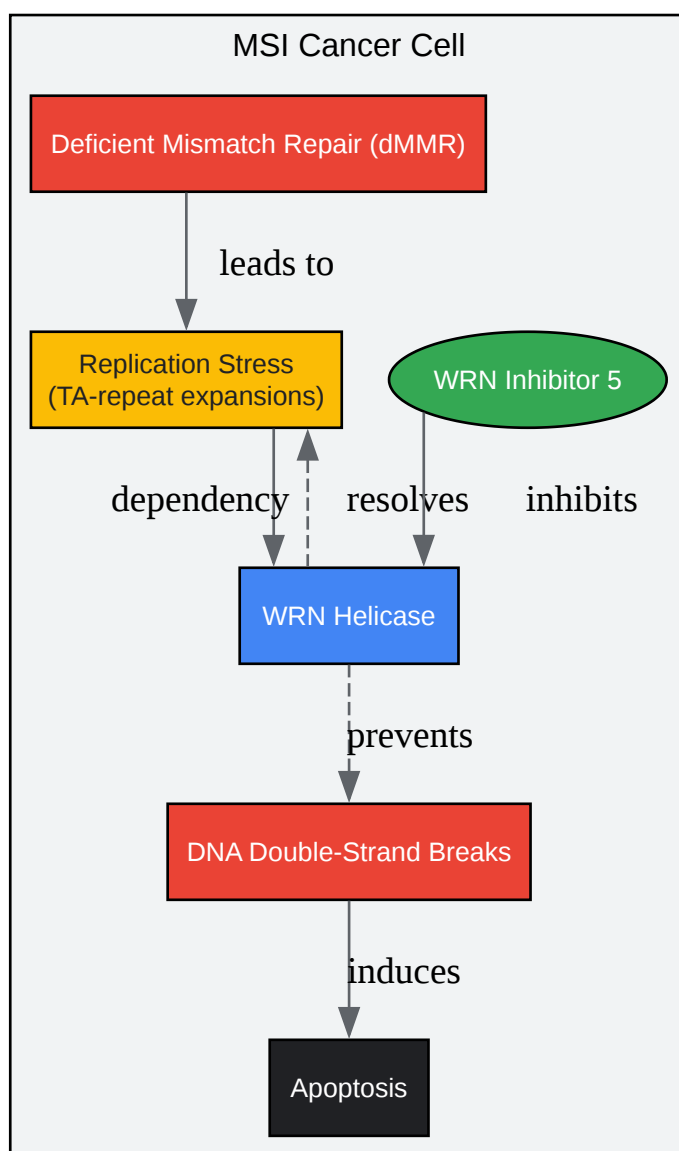 MSI Cancer Cell
Deficient Mismatch Repair (dMMR)
leads to
Replication Stress
(TA-repeat expansions)
WRN Inhibitor 5
dependency
resolves
inhibits
WRN Helicase
prevents
DNA Double-Strand Breaks
induces
Apoptosis